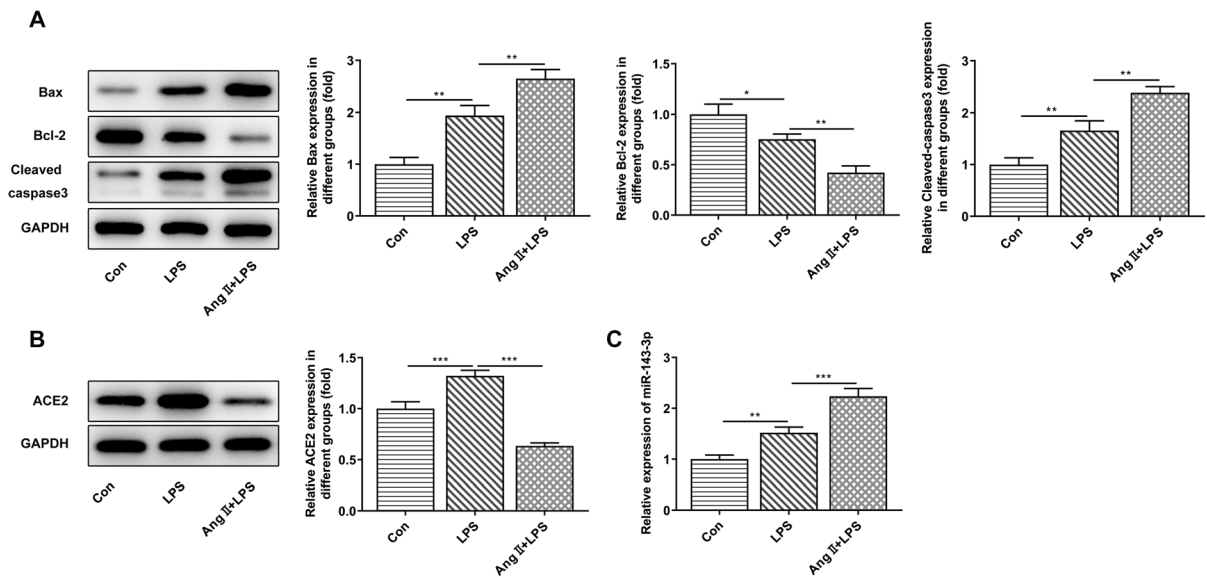 A
Bax
Bcl-2
Cleaved
caspase3
GAPDH
Con
LPS
Ang II+LPS
Relative Bax expression in
different groups (fold)
3
2
1
0
**
**
Con
LPS
Ang II+LPS
Relative Bcl-2 expression in
different groups (fold)
1.5
1.0
0.5
0.0
*
**
Con
LPS
Ang II+LPS
Relative Cleaved-caspase3 expression
in different groups (fold)
3
2
1
0
**
**
Con
LPS
Ang II+LPS
B
ACE2
GAPDH
Con
LPS
Ang II+LPS
Relative ACE2 expression in
different groups (fold)
1.5
1.0
0.5
0.0
***
***
Con
LPS
Ang II+LPS
C
Relative expression of miR-143-3p
3
2
1
0
**
***
Con
LPS
Ang II+LPS